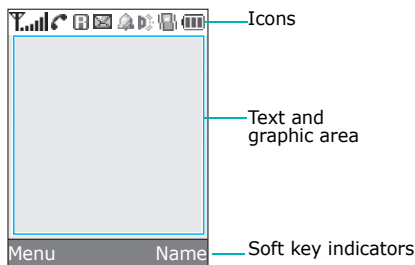 Icons
Text and
graphic area
Menu Name
Soft key indicators